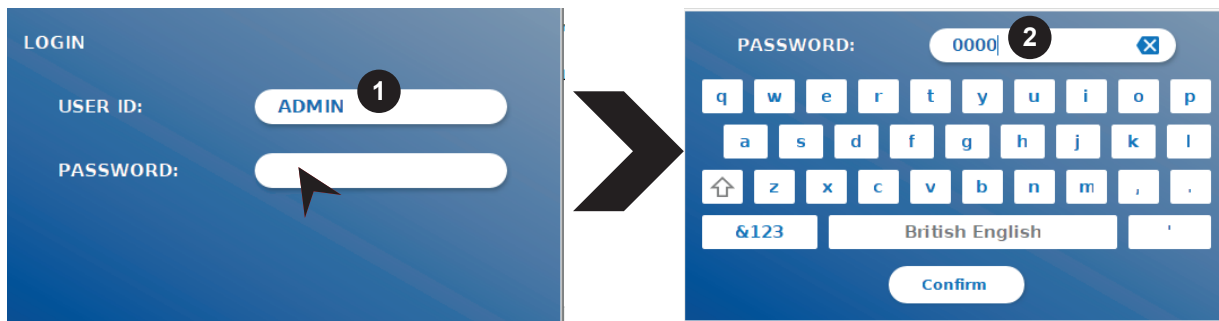 LOGIN
USER ID: ADMIN 1
PASSWORD:
PASSWORD: 0000 2
q w e r t y u i o p
a s d f g h j k l
z x c v b n m , .
&123 British English '
Confirm